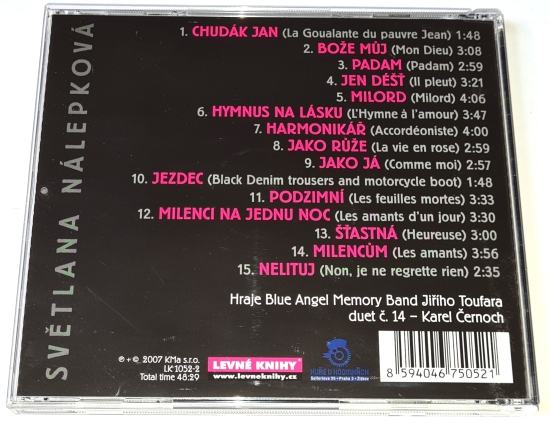 SVĚTLANA NÁLEPKOVÁ
1. CHUDÁK JAN (La Goualante du pauvre Jean) 1:48
2. BOŽE MŮJ (Mon Dieu) 3:08
3. PADAM (Padam) 2:59
4. JEN DÉŠŤ (Il pleut) 3:21
5. MILORD (Milord) 4:06
6. HYMNUS NA LÁSKU (L'Hymne à l'amour) 3:47
7. HARMONIKÁŘ (Accordéoniste) 4:00
8. JAKO RŮŽE (La vie en rose) 2:59
9. JAKO JÁ (Comme moi) 2:57
10. JEZDEC (Black Denim trousers and motorcycle boot) 1:48
11. PODZIMNÍ (Les feuilles mortes) 3:33
12. MILENCI NA JEDNU NOC (Les amants d'un jour) 3:30
13. ŠŤASTNÁ (Heureuse) 3:00
14. MILENCŮM (Les amants) 3:56
15. NELITUJ (Non, je ne regrette rien) 2:35
Hraje Blue Angel Memory Band Jiřího Toufara
duet č. 14 – Karel Černoch
℗ + © 2007 KMa s.r.o.
LK 1052-2
Total time 48:29
LEVNÉ KNIHY
www.levneknihy.cz
8 594046 750521